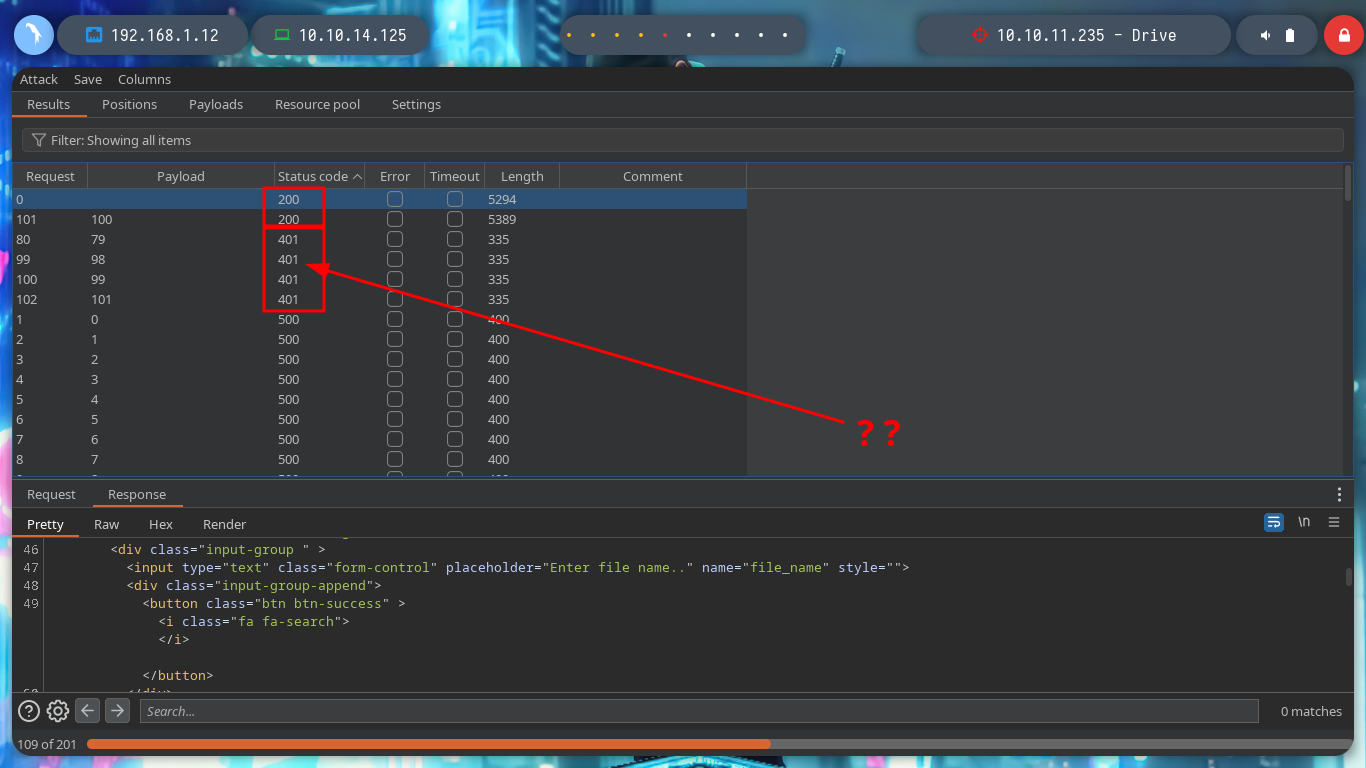 192.168.1.12 10.10.14.125 10.10.11.235 - Drive
Attack Save Columns
Results Positions Payloads Resource pool Settings
Filter: Showing all items
Request Payload Status code Error Timeout Length Comment
0 200 5294
101 100 200 5389
80 79 401 335
99 98 401 335
100 99 401 335
102 101 401 335
1 0 500 400
2 1 500 400
3 2 500 400
4 3 500 400
5 4 500 400
6 5 500 400
??
7 6 500 400
8 7 500 400
Request Response
Pretty Raw Hex Render \n
46 <div class="input-group " >
47 <input type="text" class="form-control" placeholder="Enter file name.." name="file_name" style="">
48 <div class="input-group-append">
49 <button class="btn btn-success" >
<i class="fa fa-search">
</i>
</button>
Search... 0 matches
109 of 201